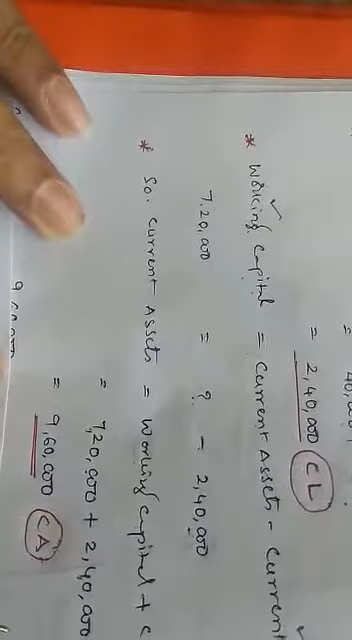 = 2,40,000 (CL)
* Working Capital = Current Assets - Current
7,20,000 = ? - 2,40,000
* So. Current Assets = Working Capital + C
= 7,20,000 + 2,40,000
= 9,60,000 (CA)